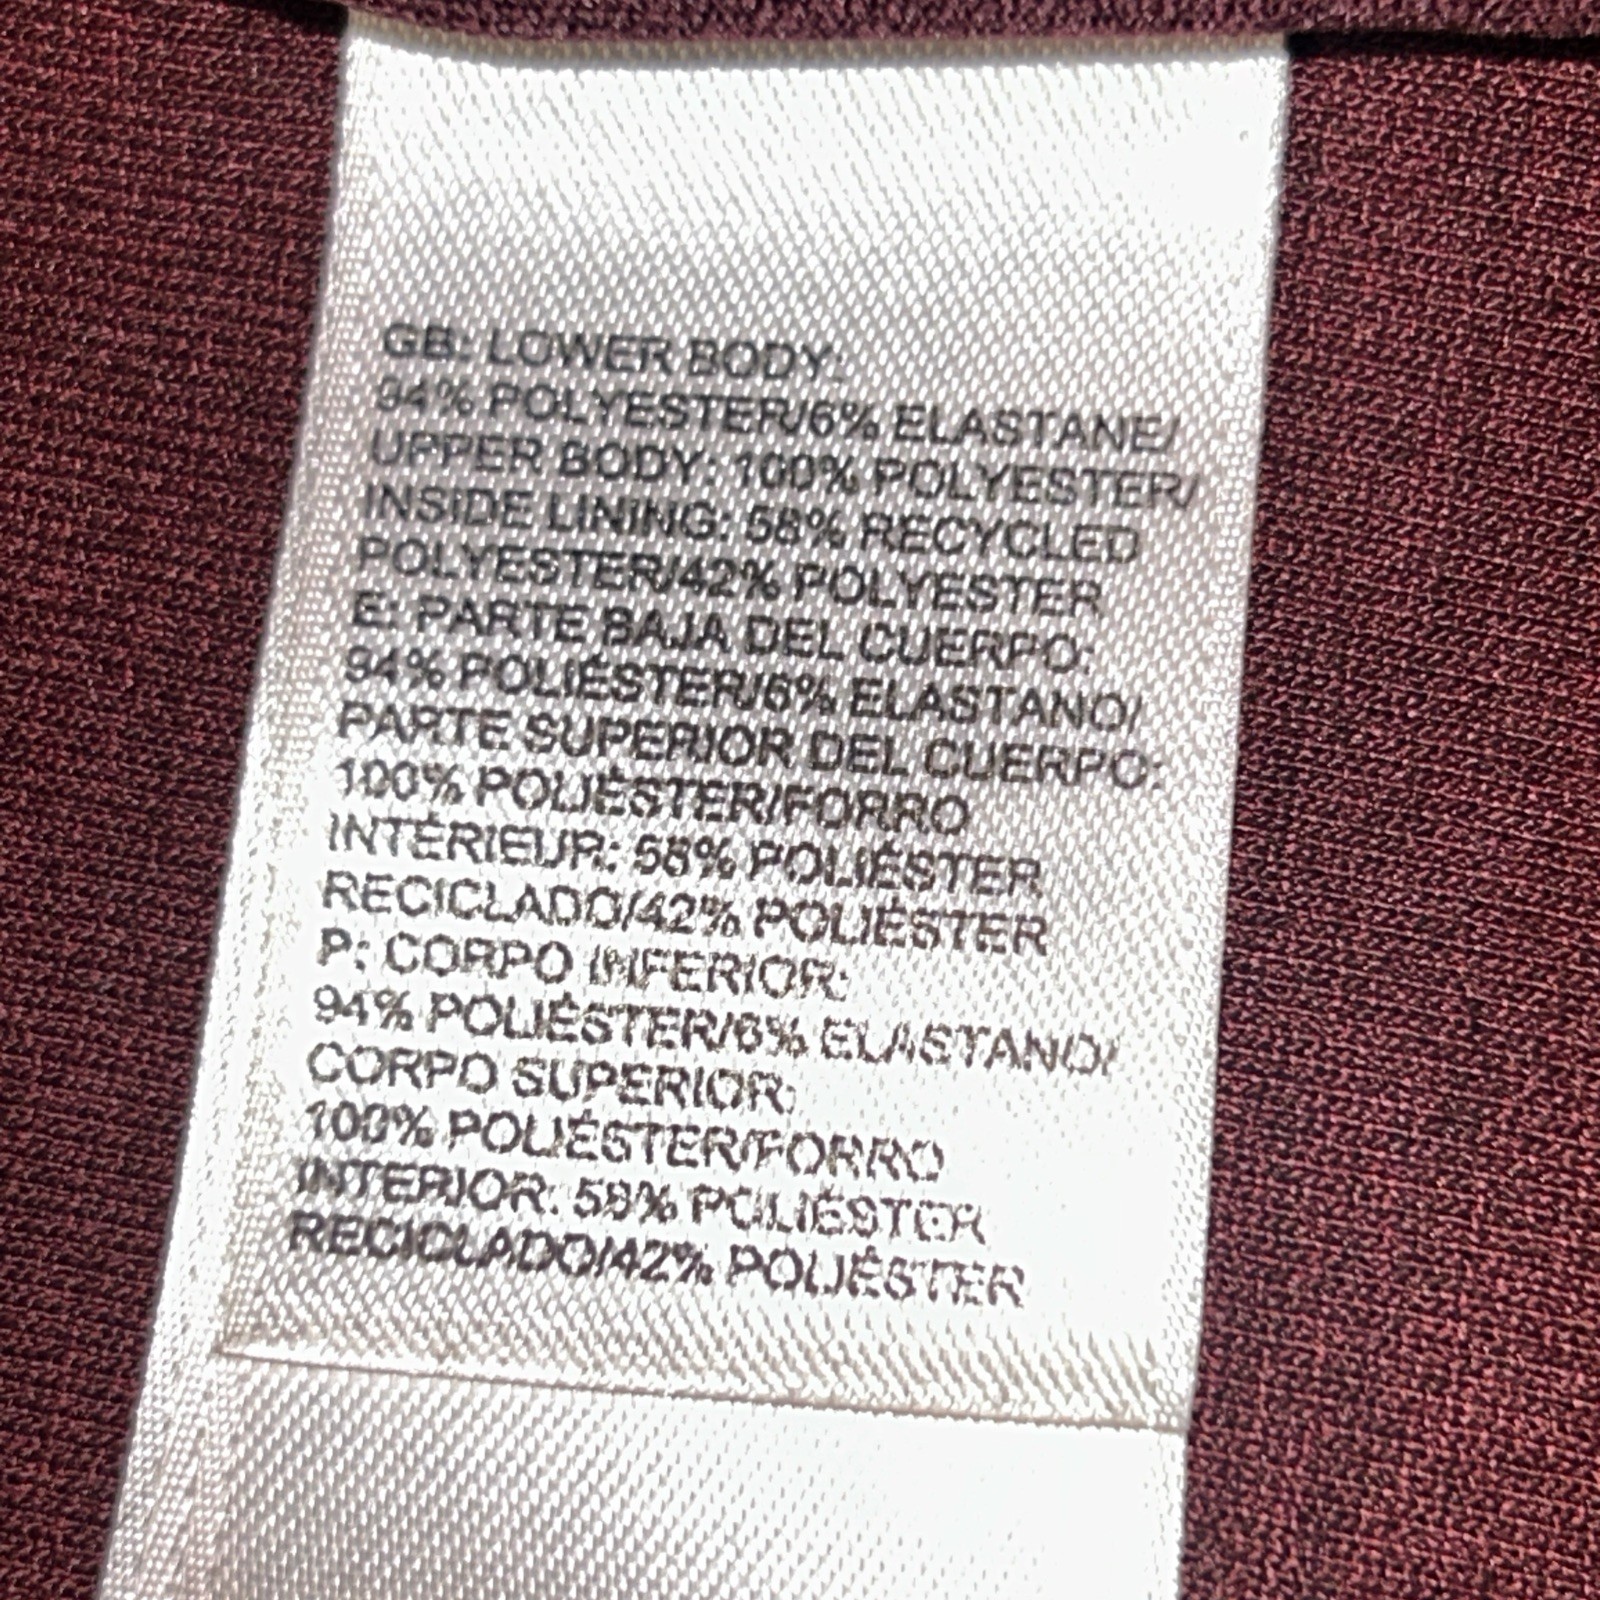 GB: LOWER BODY:
94% POLYESTER/6% ELASTANE/
UPPER BODY: 100% POLYESTER/
INSIDE LINING: 58% RECYCLED
POLYESTER/42% POLYESTER
E: PARTE BAJA DEL CUERPO:
94% POLIÉSTER/6% ELASTANO/
PARTE SUPERIOR DEL CUERPO:
100% POLIÉSTER/FORRO
INTÉRIEUR: 58% POLIÉSTER
RECICLADO/42% POLIÉSTER
P: CORPO INFERIOR:
94% POLIÉSTER/6% ELASTANO/
CORPO SUPERIOR:
100% POLIÉSTER/FORRO
INTERIOR: 58% POLIÉSTER
RECICLADO/42% POLIÉSTER